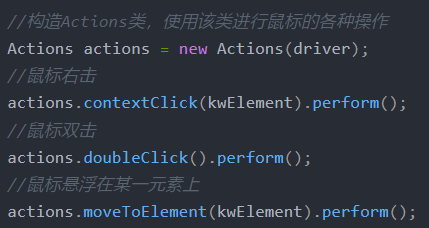 //构造Actions类，使用该类进行鼠标的各种操作
Actions actions = new Actions(driver);
//鼠标右击
actions.contextClick(kwElement).perform();
//鼠标双击
actions.doubleClick().perform();
//鼠标悬浮在某一元素上
actions.moveToElement(kwElement).perform();